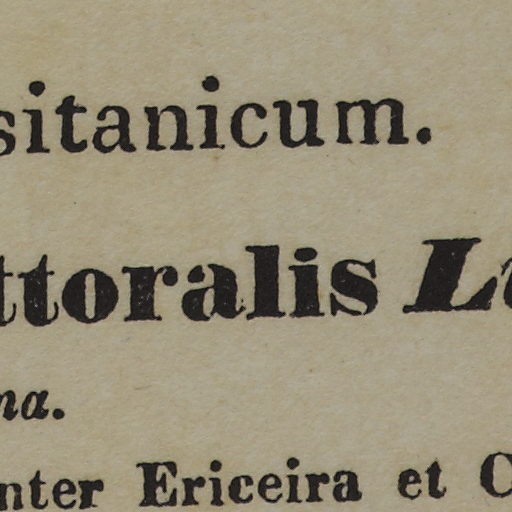 sitanicum.
ttoralis L
na.
nter Ericeira et C